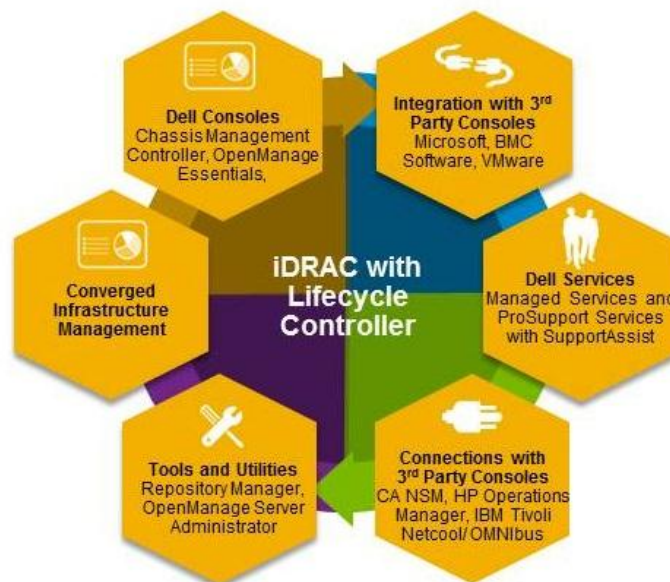 Dell Consoles
Chassis Management
Controller, OpenManage
Essentials,
Integration with 3rd
Party Consoles
Microsoft, BMC
Software, VMware
iDRAC with
Lifecycle
Controller
Converged
Infrastructure
Management
Dell Services
Managed Services and
ProSupport Services
with SupportAssist
Tools and Utilities
Repository Manager,
OpenManage Server
Administrator
Connections with
3rd Party Consoles
CA NSM, HP Operations
Manager, IBM Tivoli
Netcool/ OMNIbus